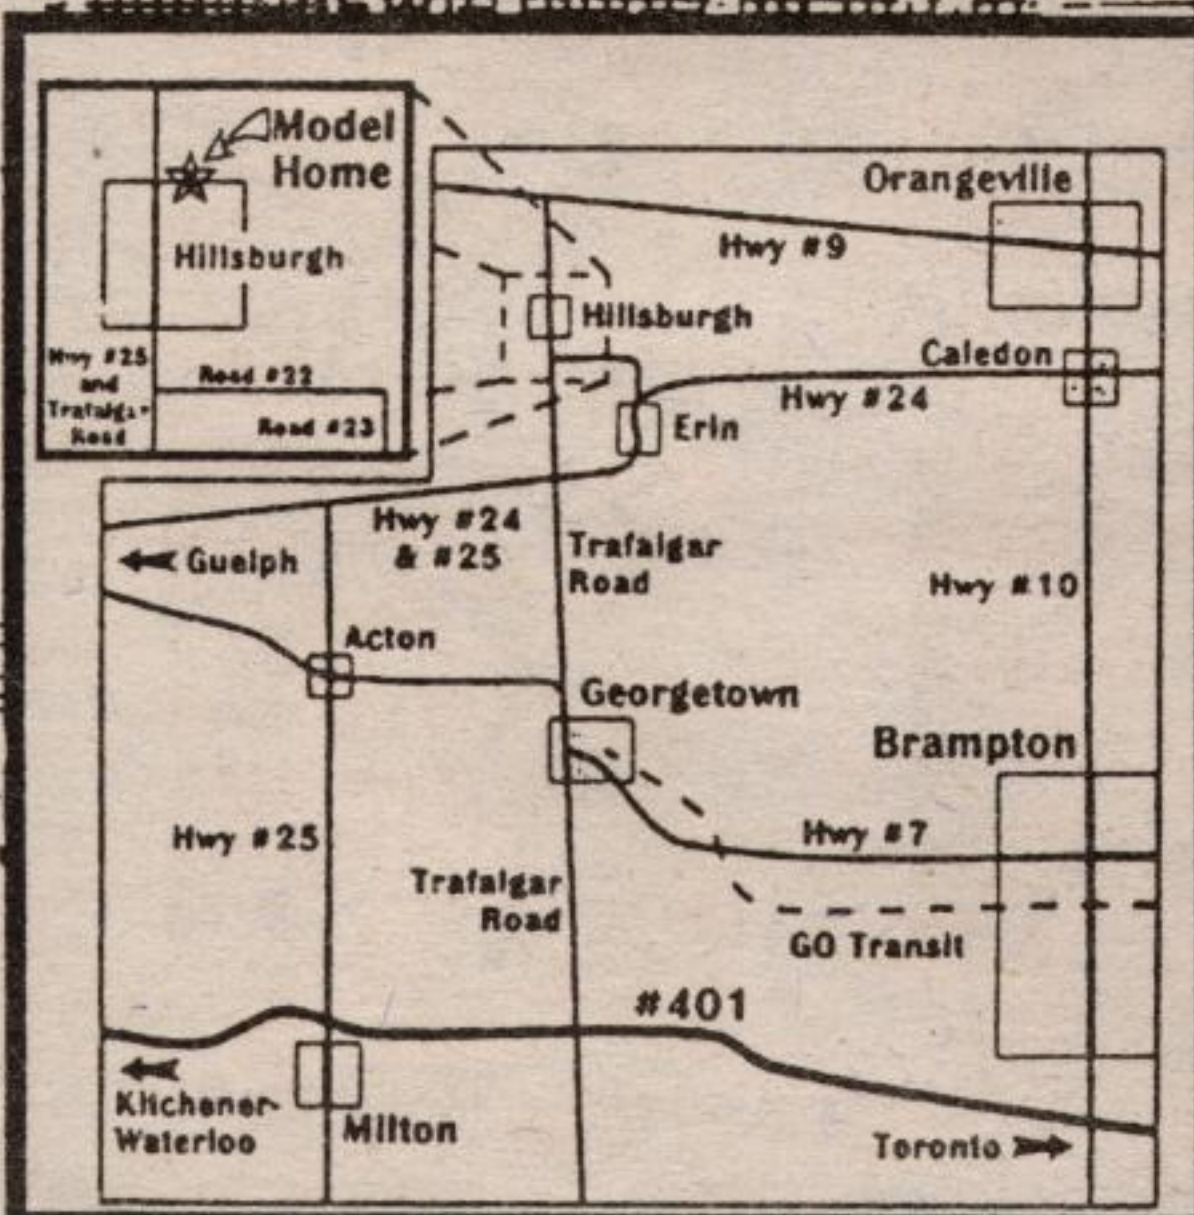 Model
Home
Hillsburgh
Hwy #25
and
Trafalgar
Road
Road #22
Road #23
Orangeville
Hwy #9
Hillsburgh
Caledon
Hwy #24
Erin
Hwy #24
& #25
Guelph
Trafalgar
Road
Hwy #10
Acton
Georgetown
Brampton
Hwy #25
Hwy #7
Trafalgar
Road
GO Transit
#401
Kitchener-
Waterloo
Milton
Toronto